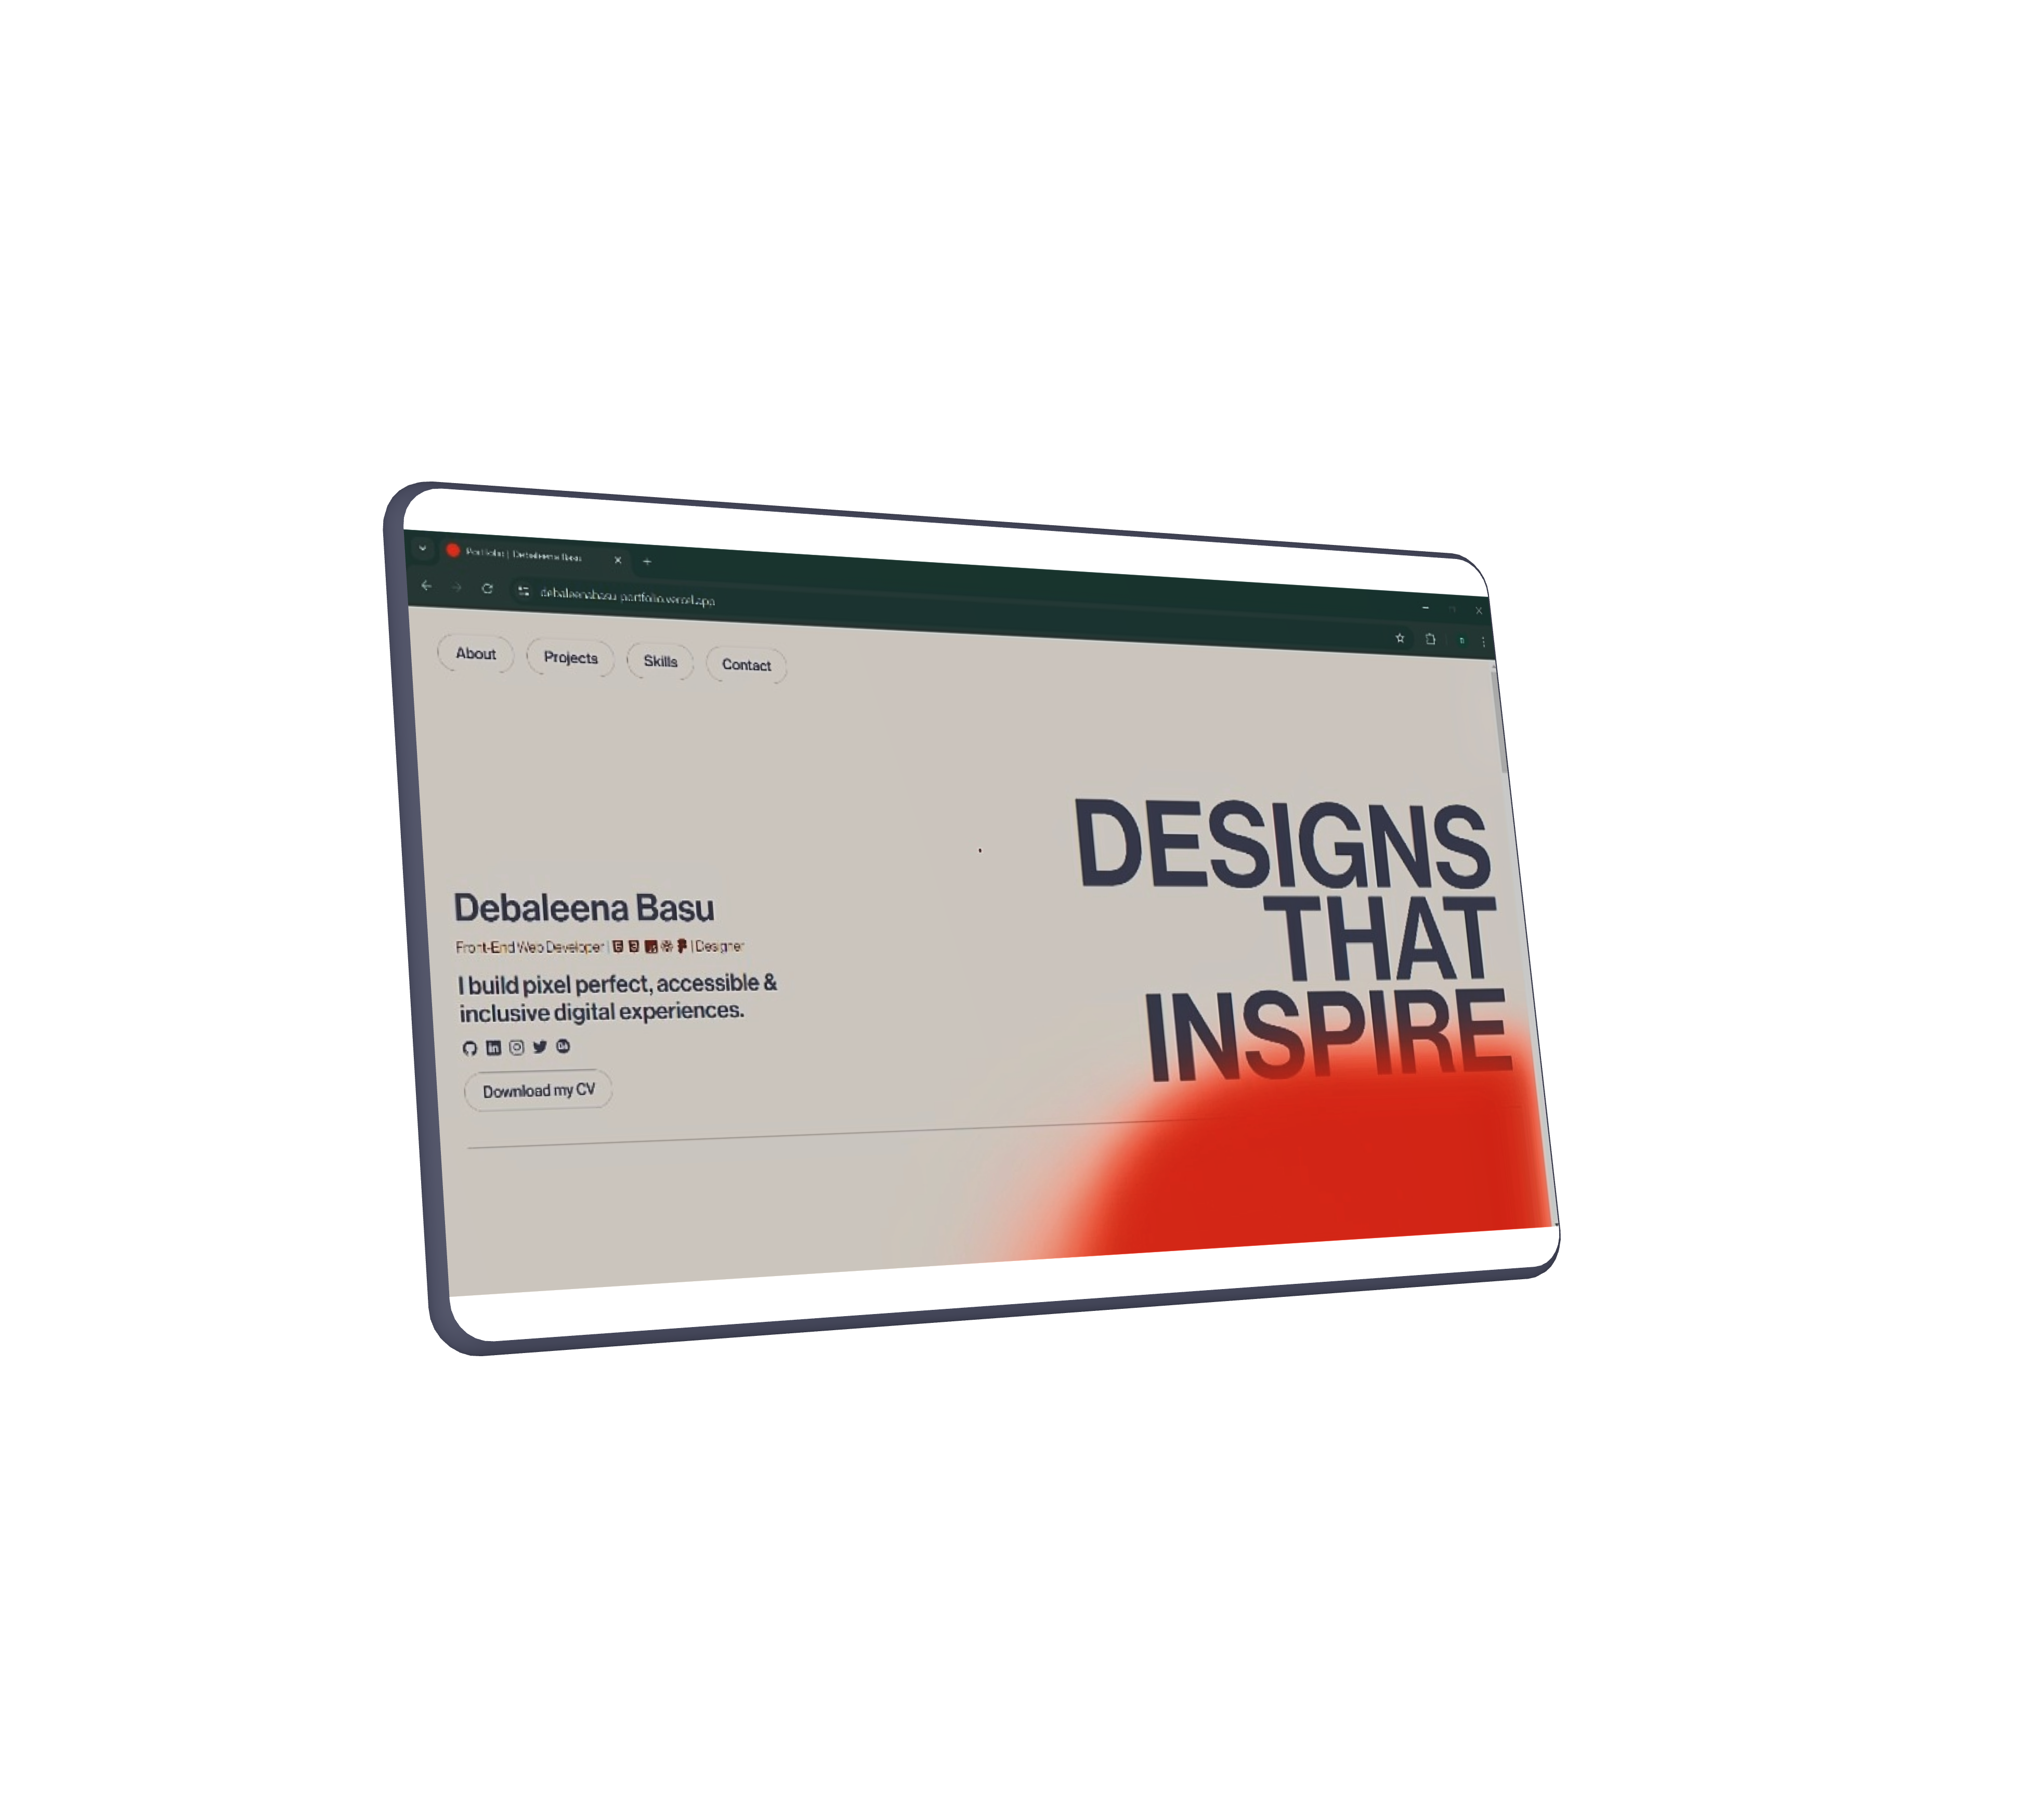 Portfolio | Debaleena Basu
debaleenabasu-portfolio.vercel.app
About
Projects
Skills
Contact
DESIGNS
THAT
INSPIRE
Debaleena Basu
Front-End Web Developer | | Designer
I build pixel perfect, accessible &
inclusive digital experiences.
Download my CV